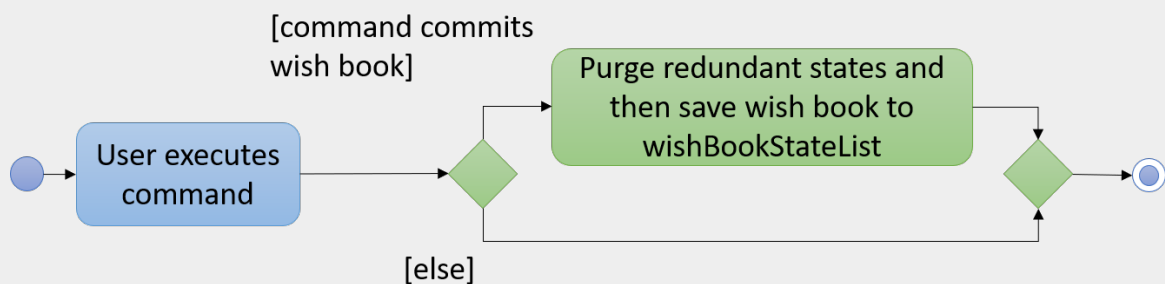 [command commits
wish book]
Purge redundant states and
then save wish book to
wishBookStateList
User executes
command
[else]